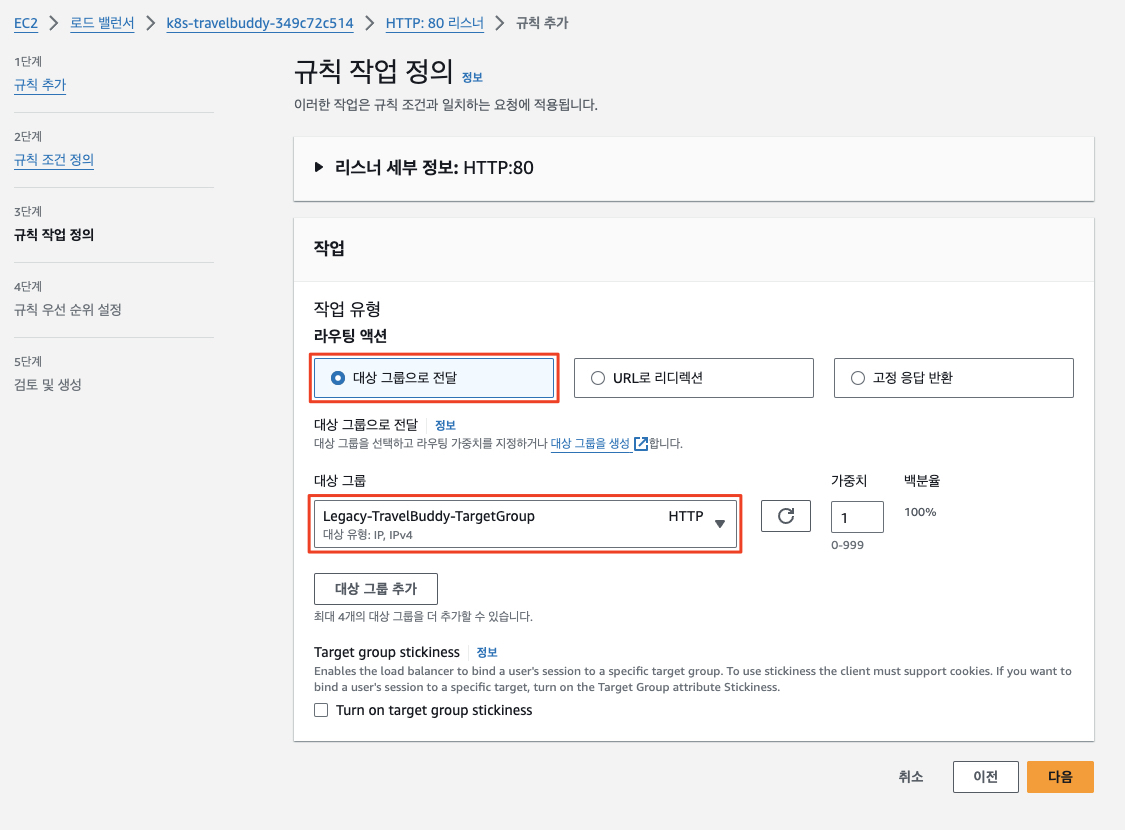 EC2 > 로드 밸런서 > k8s-travelbuddy-349c72c514 > HTTP: 80 리스너 > 규칙 추가
1단계
규칙 추가
2단계
규칙 조건 정의
3단계
규칙 작업 정의
4단계
규칙 우선 순위 설정
5단계
검토 및 생성
규칙 작업 정의 정보
이러한 작업은 규칙 조건과 일치하는 요청에 적용됩니다.
리스너 세부 정보: HTTP:80
작업
작업 유형
라우팅 액션
대상 그룹으로 전달 URL로 리디렉션 고정 응답 반환
대상 그룹으로 전달 정보
대상 그룹을 선택하고 라우팅 가중치를 지정하거나 대상 그룹을 생성 합니다.
대상 그룹 가중치 백분율
Legacy-TravelBuddy-TargetGroup HTTP 1 100%
대상 유형: IP, IPv4
0-999
대상 그룹 추가
최대 4개의 대상 그룹을 더 추가할 수 있습니다.
Target group stickiness 정보
Enables the load balancer to bind a user's session to a specific target group. To use stickiness the client must support cookies. If you want to
bind a user's session to a specific target, turn on the Target Group attribute Stickiness.
Turn on target group stickiness
취소 이전 다음